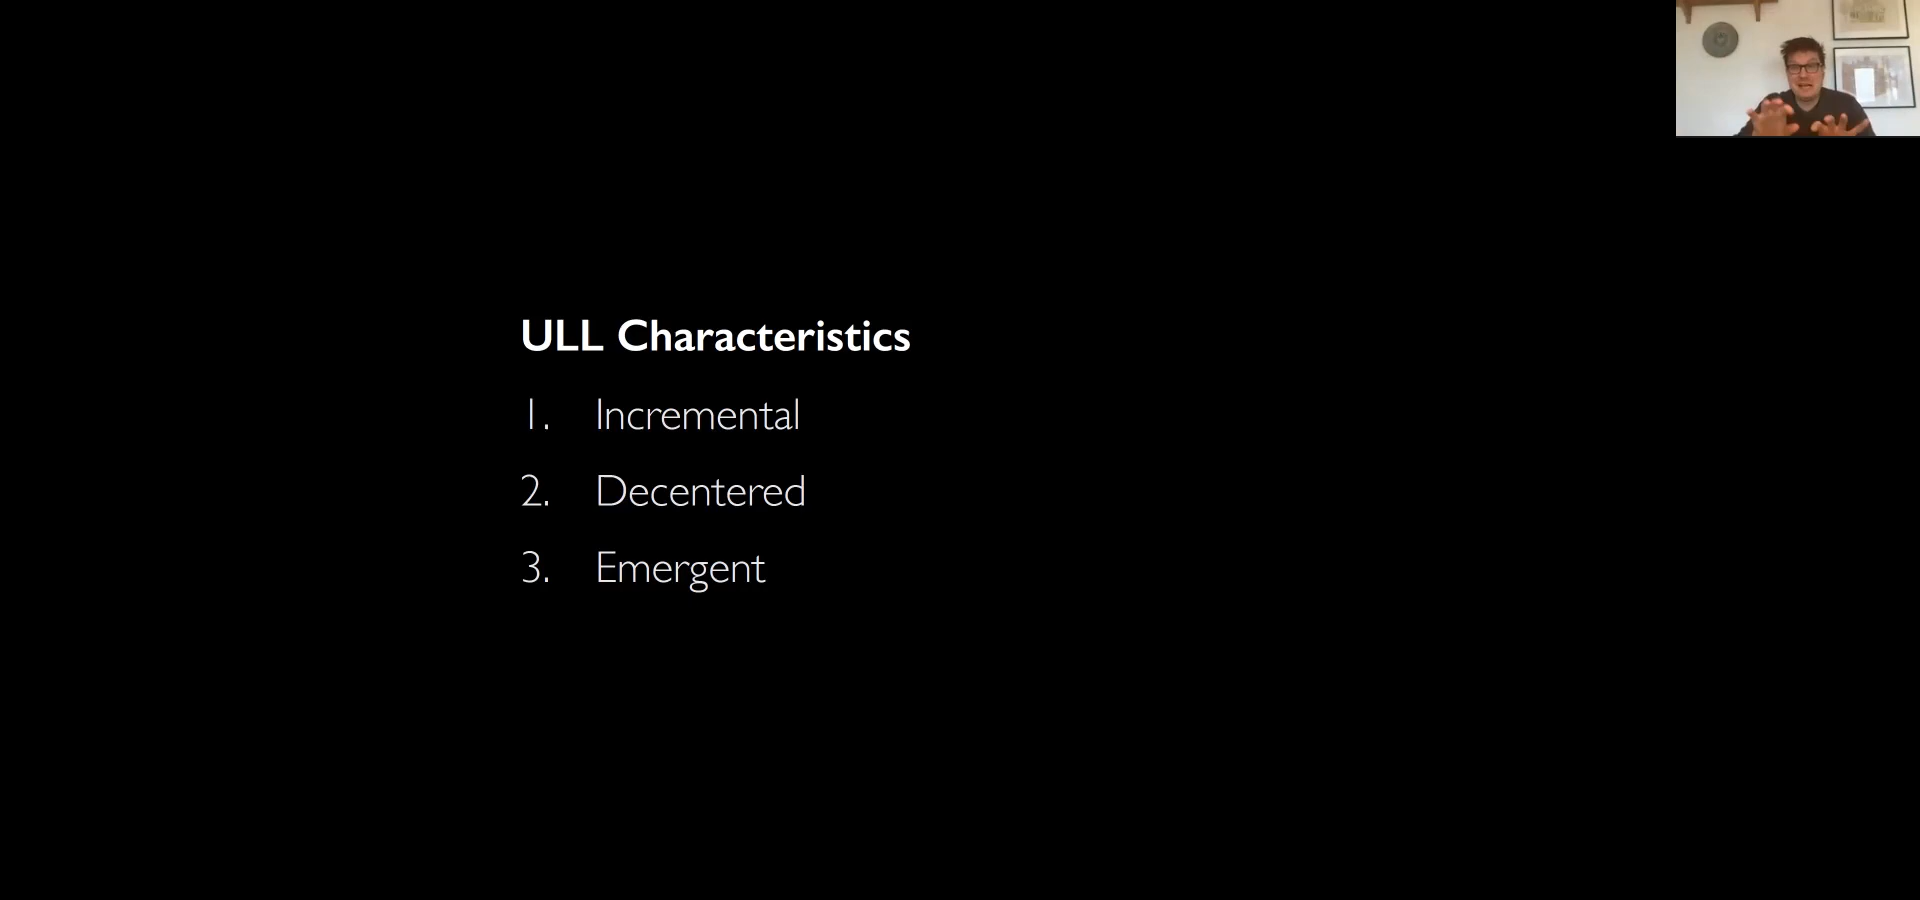 ULL Characteristics
1. Incremental
2. Decentered
3. Emergent